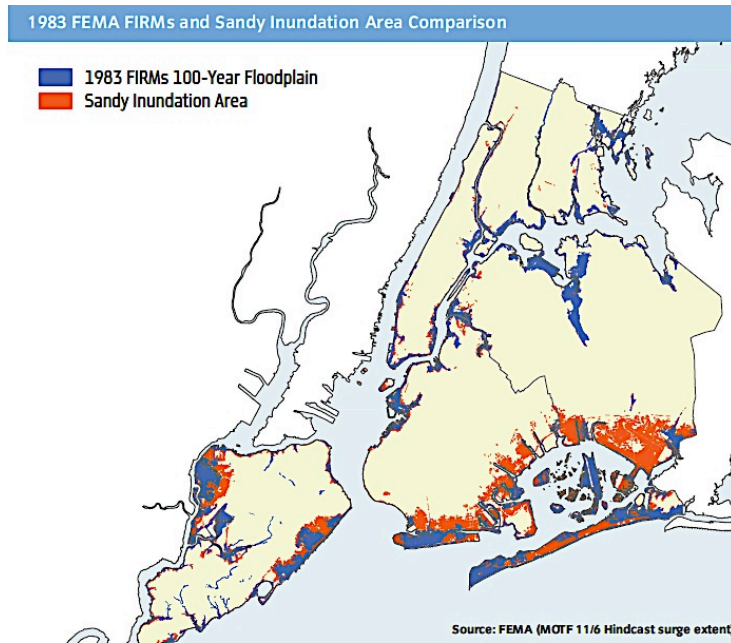 1983 FEMA FIRMs and Sandy Inundation Area Comparison
1983 FIRMs 100-Year Floodplain
Sandy Inundation Area
Source: FEMA (MOTF 11/6 Hindcast surge extent)